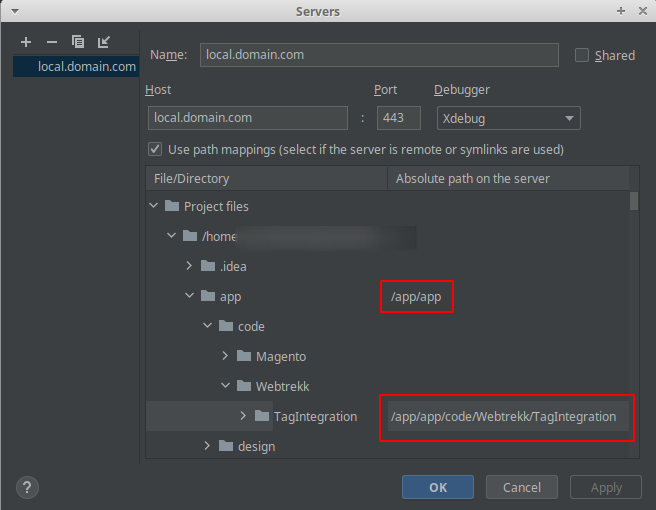 Servers
local.domain.com
Name: local.domain.com Shared
Host Port Debugger
local.domain.com : 443 Xdebug
Use path mappings (select if the server is remote or symlinks are used)
File/Directory Absolute path on the server
Project files
/home
.idea
app /app/app
code
Magento
Webtrekk
TagIntegration /app/app/code/Webtrekk/TagIntegration
design
? OK Cancel Apply